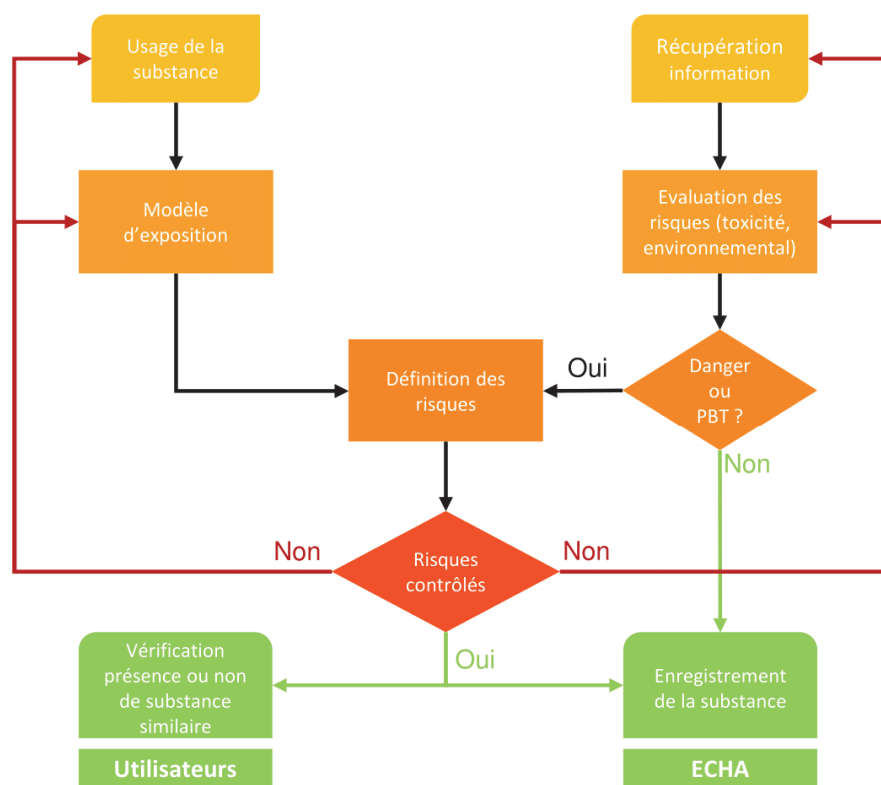 Usage de la
substance
Récupération
information
Modèle
d'exposition
Evaluation des
risques (toxicité,
environnemental)
Définition des
risques
Oui
Danger
ou
PBT ?
Non
Non
Risques
contrôlés
Non
Oui
Vérification
présence ou non
de substance
similaire
Enregistrement
de la substance
Utilisateurs
ECHA